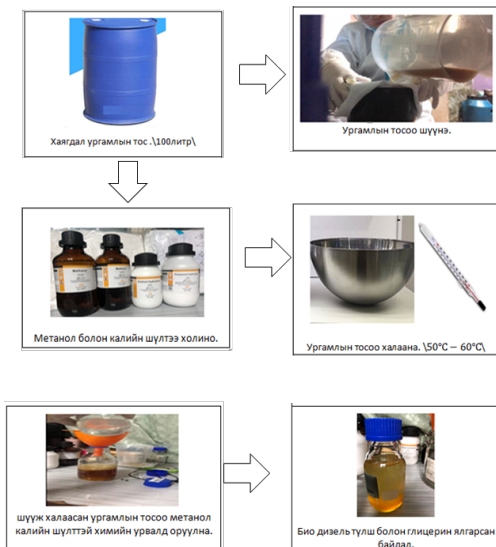 Хаягдал ургамлын тос .\100литр\
Ургамлын тосоо шүүнэ.
Метанол болон калийн шүлтээ холино.
Ургамлын тосоо халаана. \50°C – 60°C\
шүүж халаасан ургамлын тосоо метанол
калийн шүлттэй химийн урвалд оруулна.
Био дизель түлш болон глицерин ялгарсан
байдал.